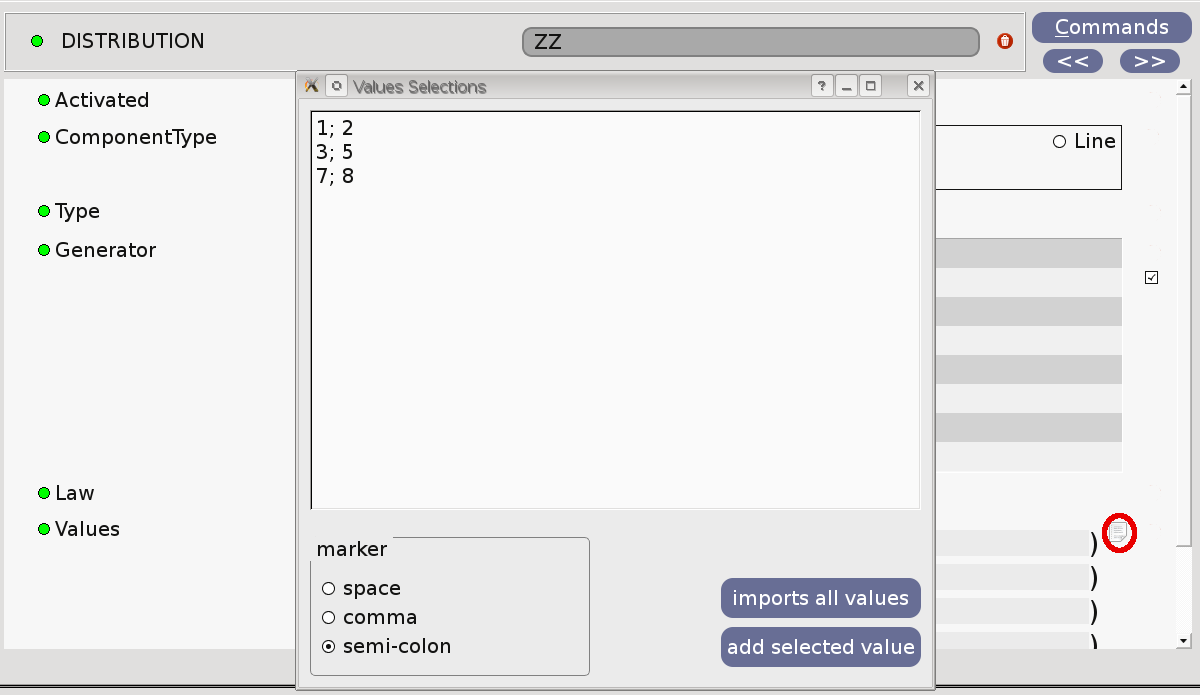 DISTRIBUTION
ZZ
Commands
<< >>
Values Selections
?
Activated
ComponentType
Type
Generator
Law
Values
1; 2
3; 5
7; 8
Line
)
)
)
)
marker
space
comma
semi-colon
imports all values
add selected value